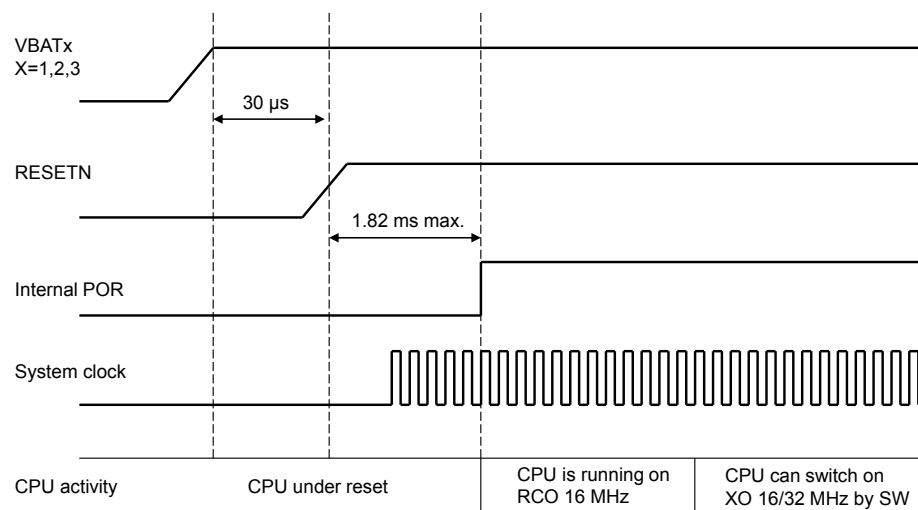 VBATx
X=1,2,3
30 µs
RESETN
1.82 ms max.
Internal POR
System clock
CPU activity
CPU under reset
CPU is running on
RCO 16 MHz
CPU can switch on
XO 16/32 MHz by SW